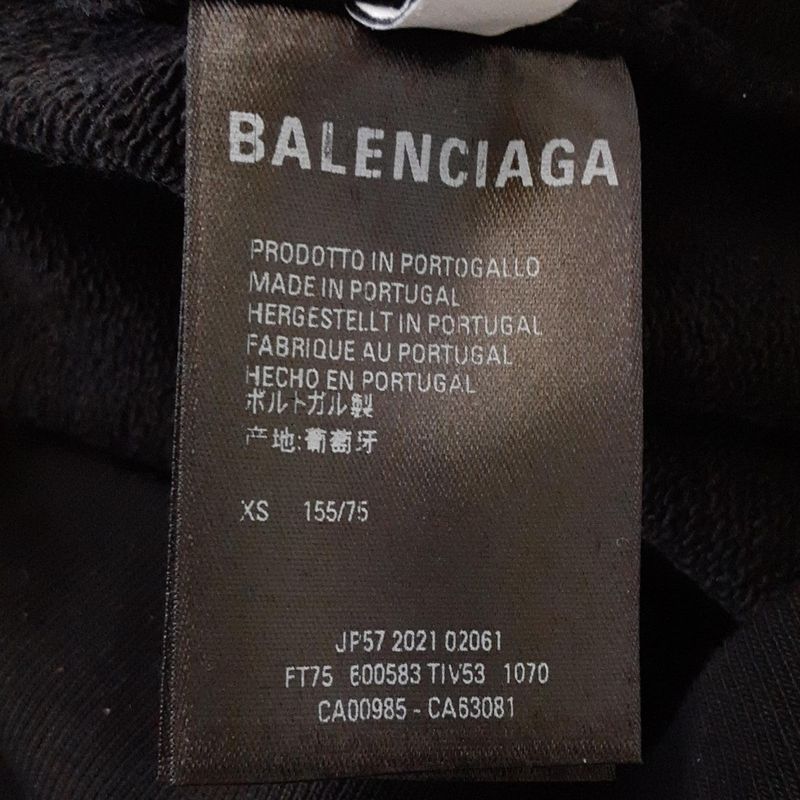 BALENCIAGA
PRODOTTO IN PORTOGALLO
MADE IN PORTUGAL
HERGESTELLT IN PORTUGAL
FABRIQUE AU PORTUGAL
HECHO EN PORTUGAL
ポルトガル製
产地:葡萄牙
XS 155/75
JP57 2021 02061
FT75 600583 TIV53 1070
CA00985 - CA63081